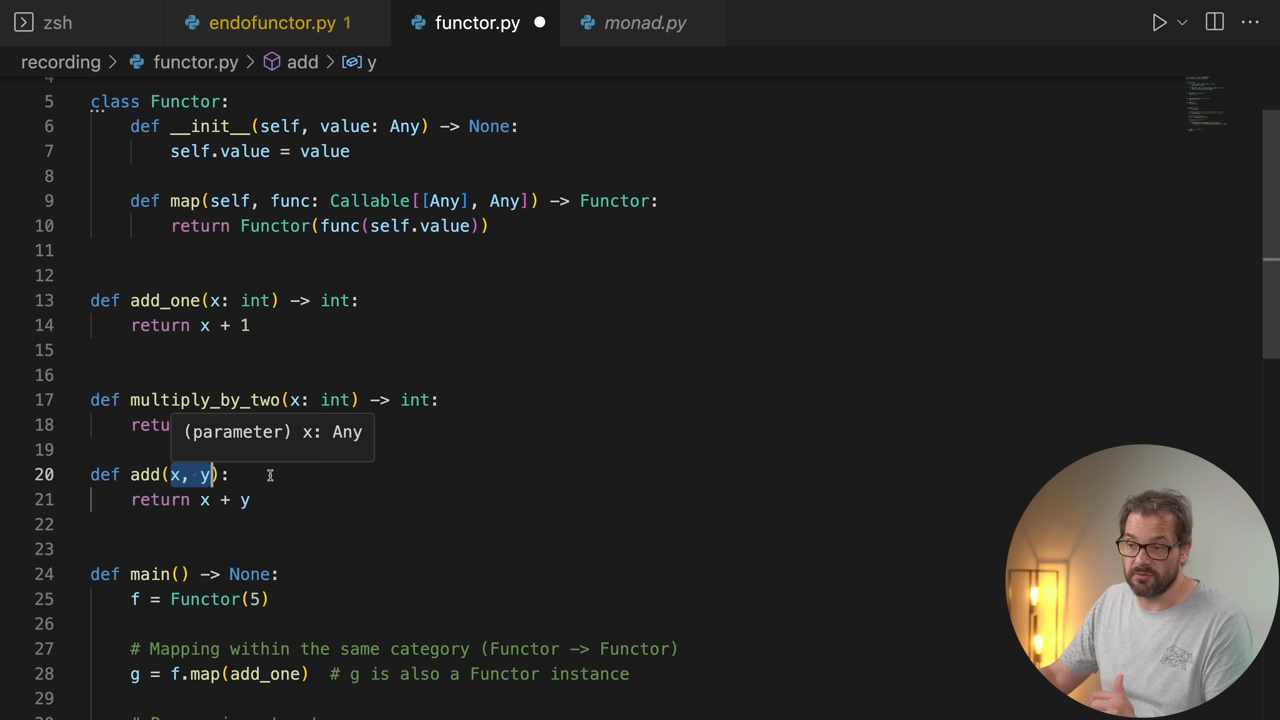 zsh
endofunctor.py 1
functor.py
monad.py
recording > functor.py > add > y
4
5 class Functor:
6 def __init__(self, value: Any) -> None:
7 self.value = value
8
9 def map(self, func: Callable[[Any], Any]) -> Functor:
10 return Functor(func(self.value))
11
12
13 def add_one(x: int) -> int:
14 return x + 1
15
16
17 def multiply_by_two(x: int) -> int:
(parameter) x: Any
18 retu
19
20 def add(x, y):
21 return x + y
22
23
24 def main() -> None:
25 f = Functor(5)
26
27 # Mapping within the same category (Functor -> Functor)
28 g = f.map(add_one)  # g is also a Functor instance
29